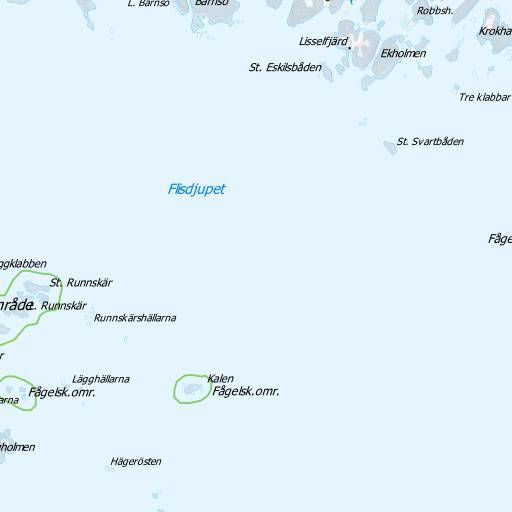 L. Barnsö
Barnsö
Robbsh.
Krokha
Lisselfjärd
Ekholmen
St. Eskilsbåden
Tre klabbar
St. Svartbåden
Flisdjupet
Fåge
ggklabben
St. Runnskär
mråde
L. Runnskär
Runnskärshällarna
r
Lägghällarna
Kalen
Fågelsk.omr.
Fågelsk.omr.
arna
holmen
Hägerösten